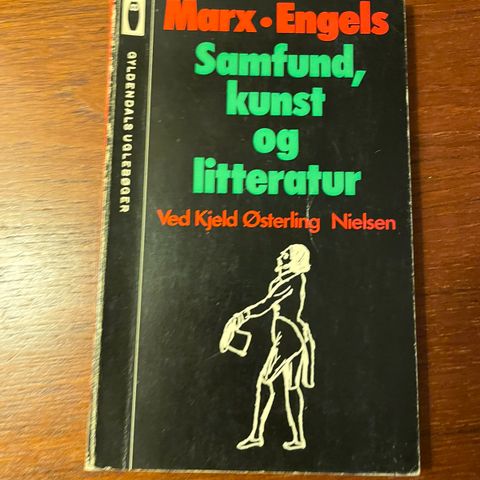 Marx • Engels
Samfund,
kunst
og
litteratur
Ved Kjeld Østerling Nielsen
GYLDENDALS UGLEBØGER